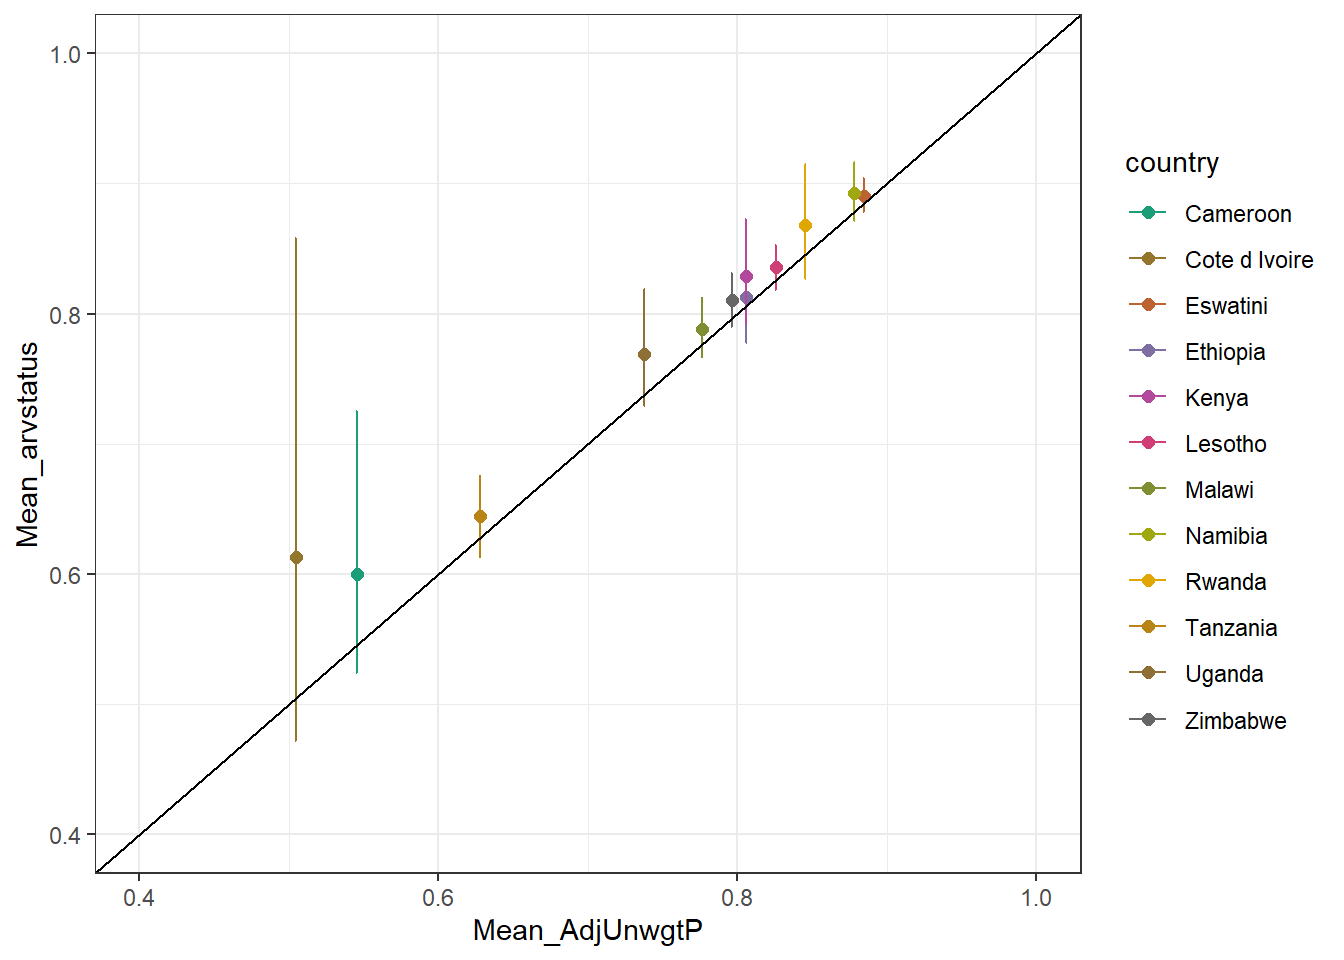 1.0
0.8
0.6
0.4
Mean_arvstatus
0.4
0.6
0.8
1.0
Mean_AdjUnwgtP
country
Cameroon
Cote d Ivoire
Eswatini
Ethiopia
Kenya
Lesotho
Malawi
Namibia
Rwanda
Tanzania
Uganda
Zimbabwe